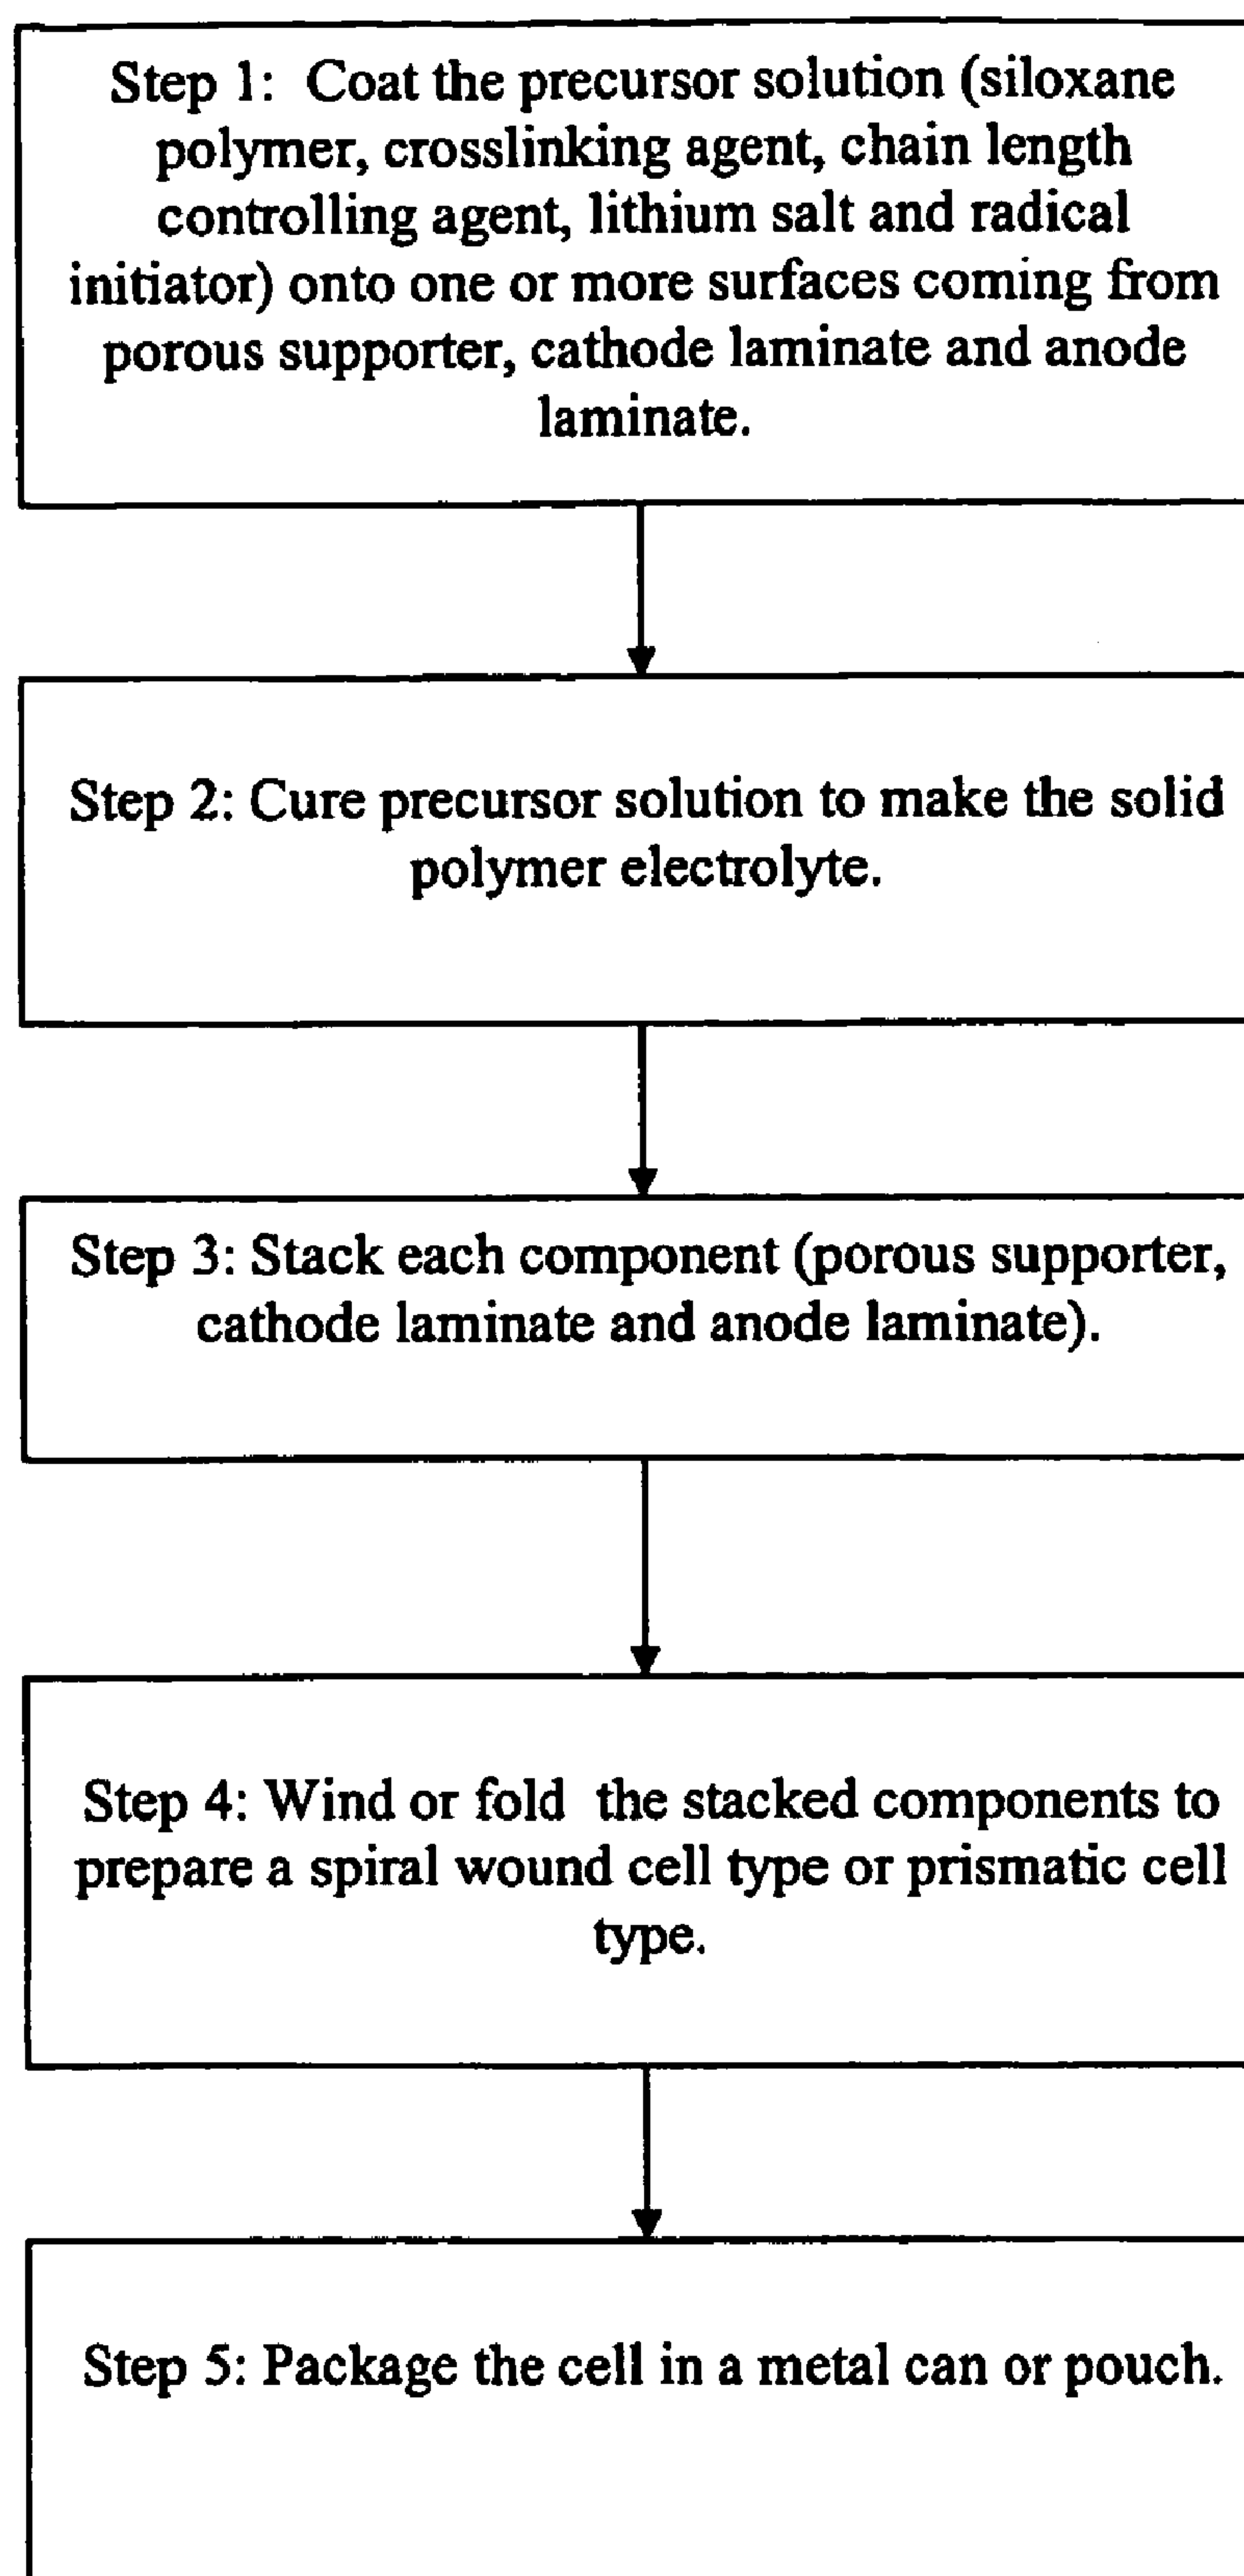 Step 1: Coat the precursor solution (siloxane
polymer, crosslinking agent, chain length
controlling agent, lithium salt and radical
initiator) onto one or more surfaces coming from
porous supporter, cathode laminate and anode
laminate.
Step 2: Cure precursor solution to make the solid
polymer electrolyte.
Step 3: Stack each component (porous supporter,
cathode laminate and anode laminate).
Step 4: Wind or fold the stacked components to
prepare a spiral wound cell type or prismatic cell
type.
Step 5: Package the cell in a metal can or pouch.